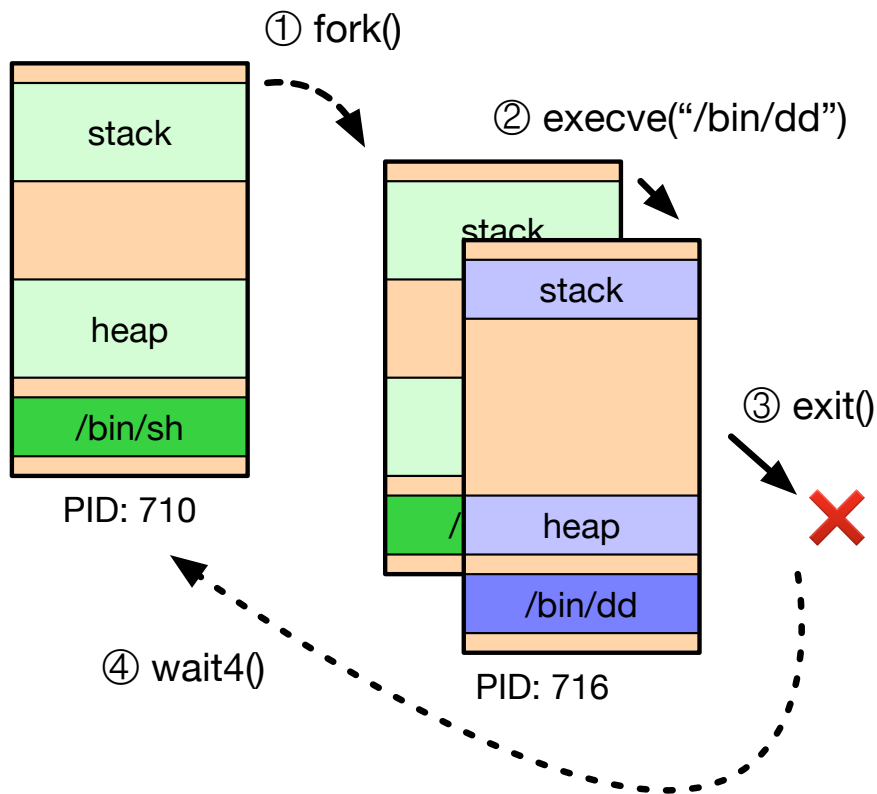 ① fork()
stack
heap
/bin/sh
PID: 710
② execve(“/bin/dd”)
stack
/
stack
heap
/bin/dd
PID: 716
③ exit()
④ wait4()